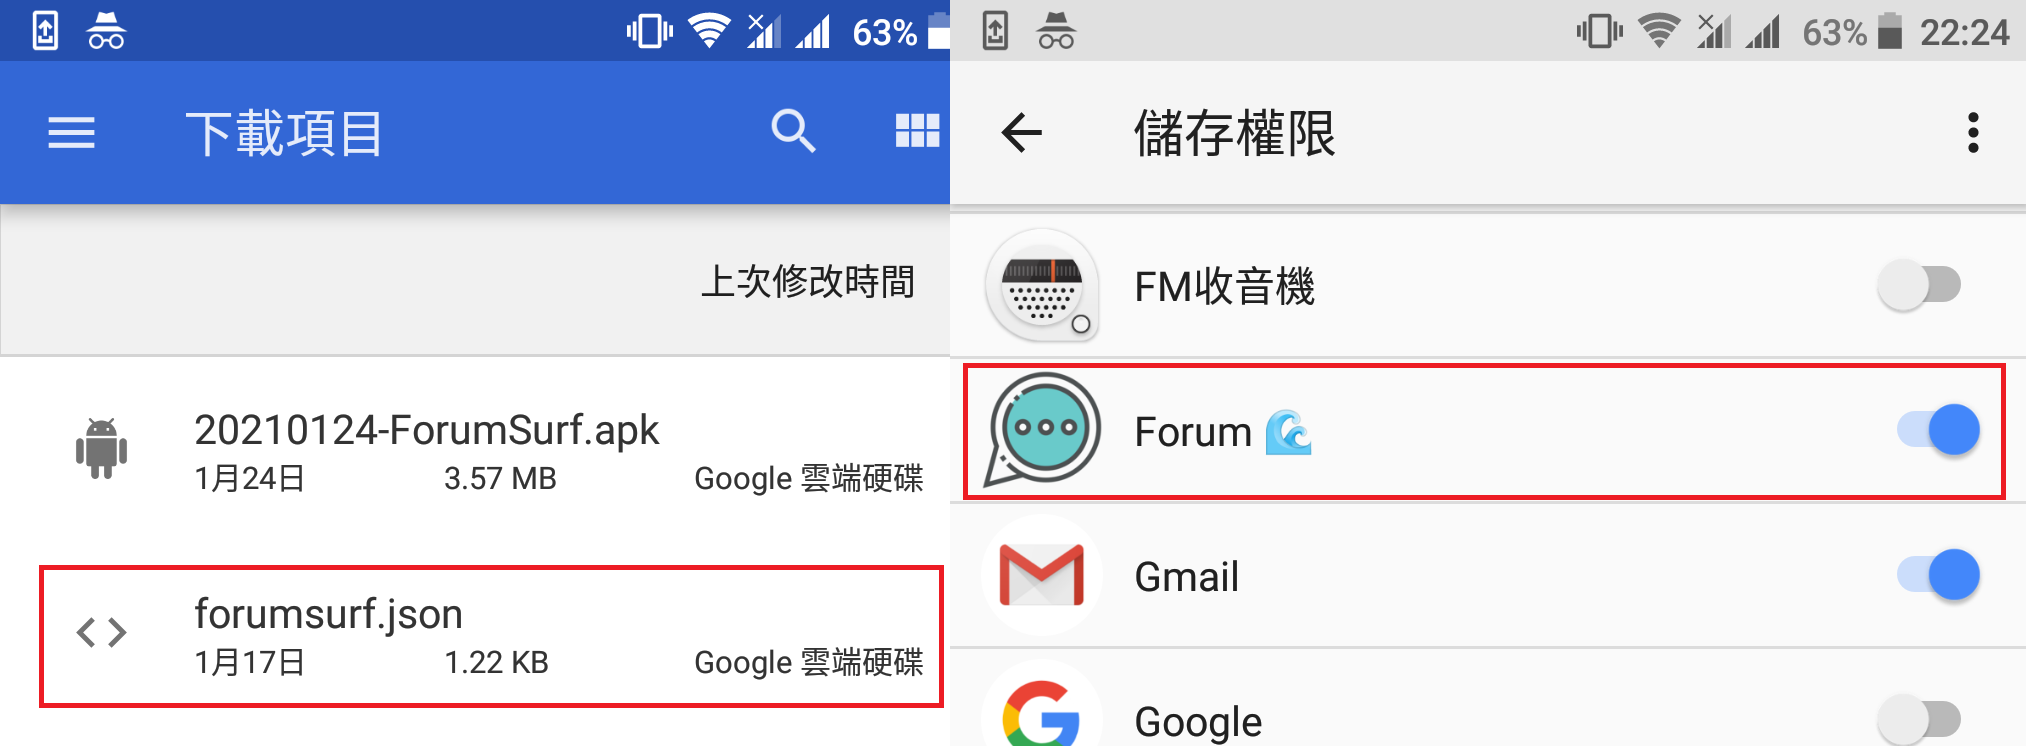 63%
下載項目
上次修改時間
20210124-ForumSurf.apk
1月24日 3.57 MB Google 雲端硬碟
forumsurf.json
1月17日 1.22 KB Google 雲端硬碟
63% 22:24
儲存權限
FM收音機
Forum 🌊
Gmail
Google